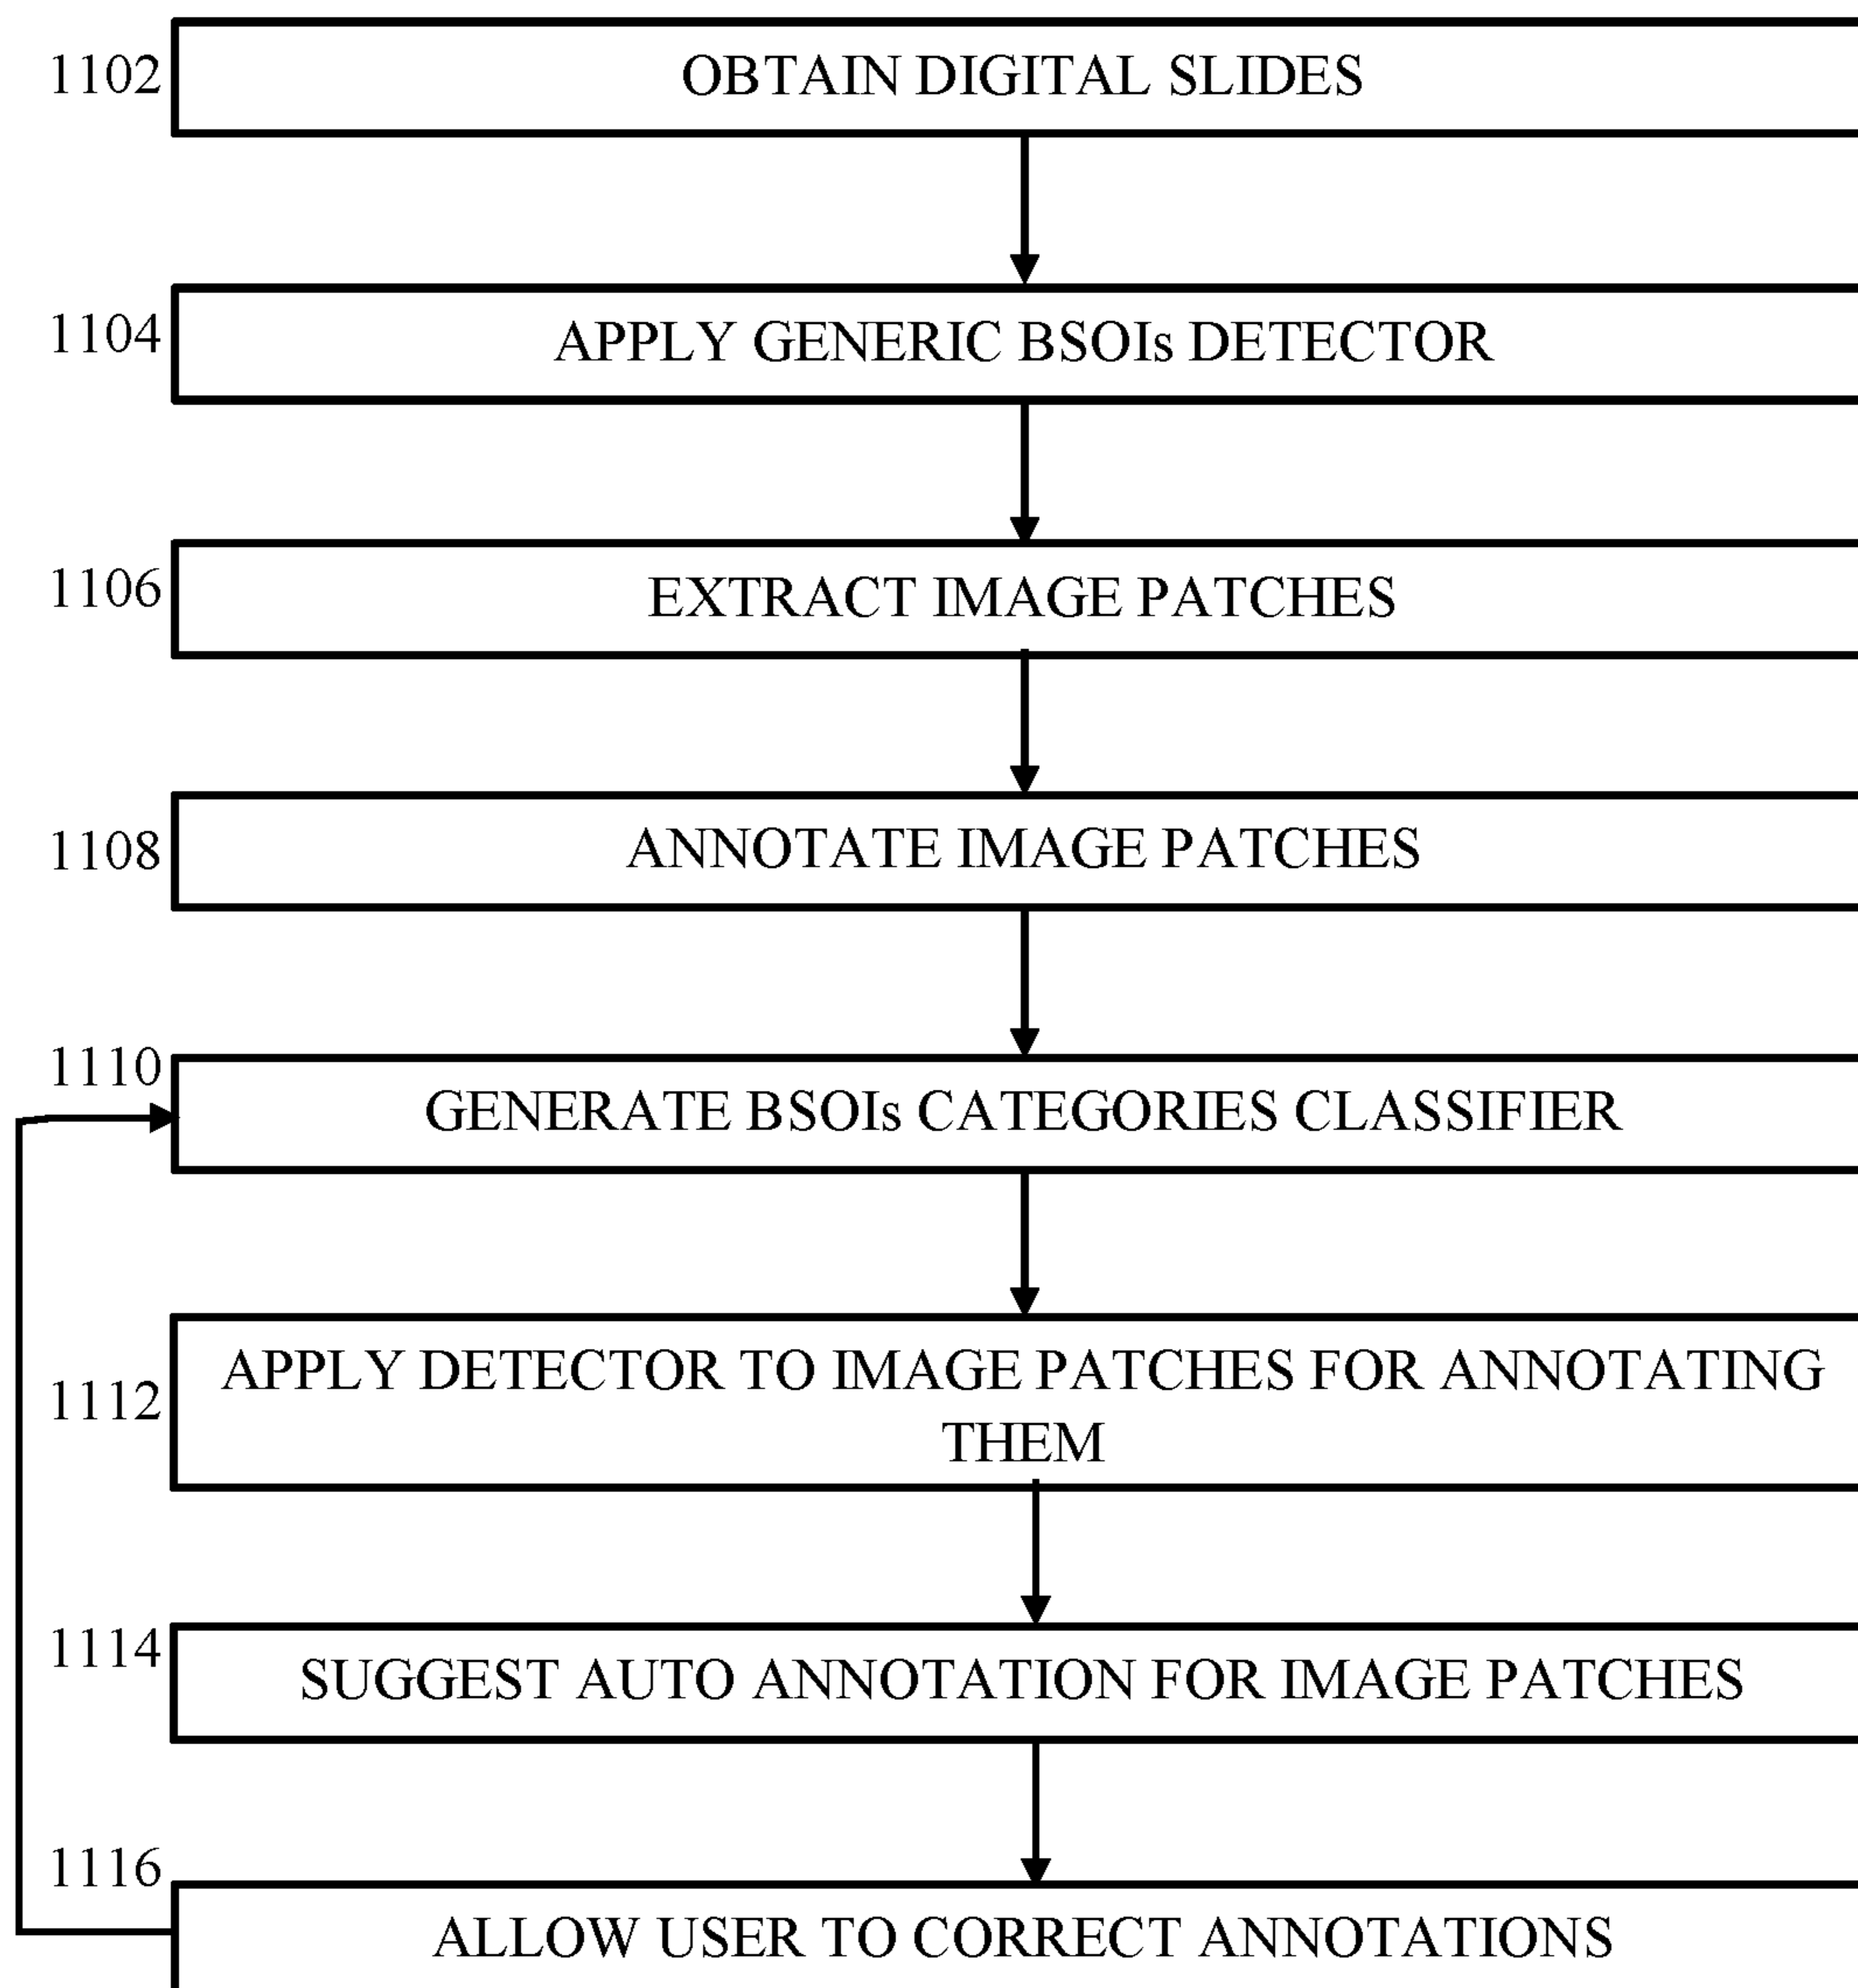 1102
OBTAIN DIGITAL SLIDES
1104
APPLY GENERIC BSOIs DETECTOR
1106
EXTRACT IMAGE PATCHES
1108
ANNOTATE IMAGE PATCHES
1110
GENERATE BSOIs CATEGORIES CLASSIFIER
1112
APPLY DETECTOR TO IMAGE PATCHES FOR ANNOTATING
THEM
1114
SUGGEST AUTO ANNOTATION FOR IMAGE PATCHES
1116
ALLOW USER TO CORRECT ANNOTATIONS